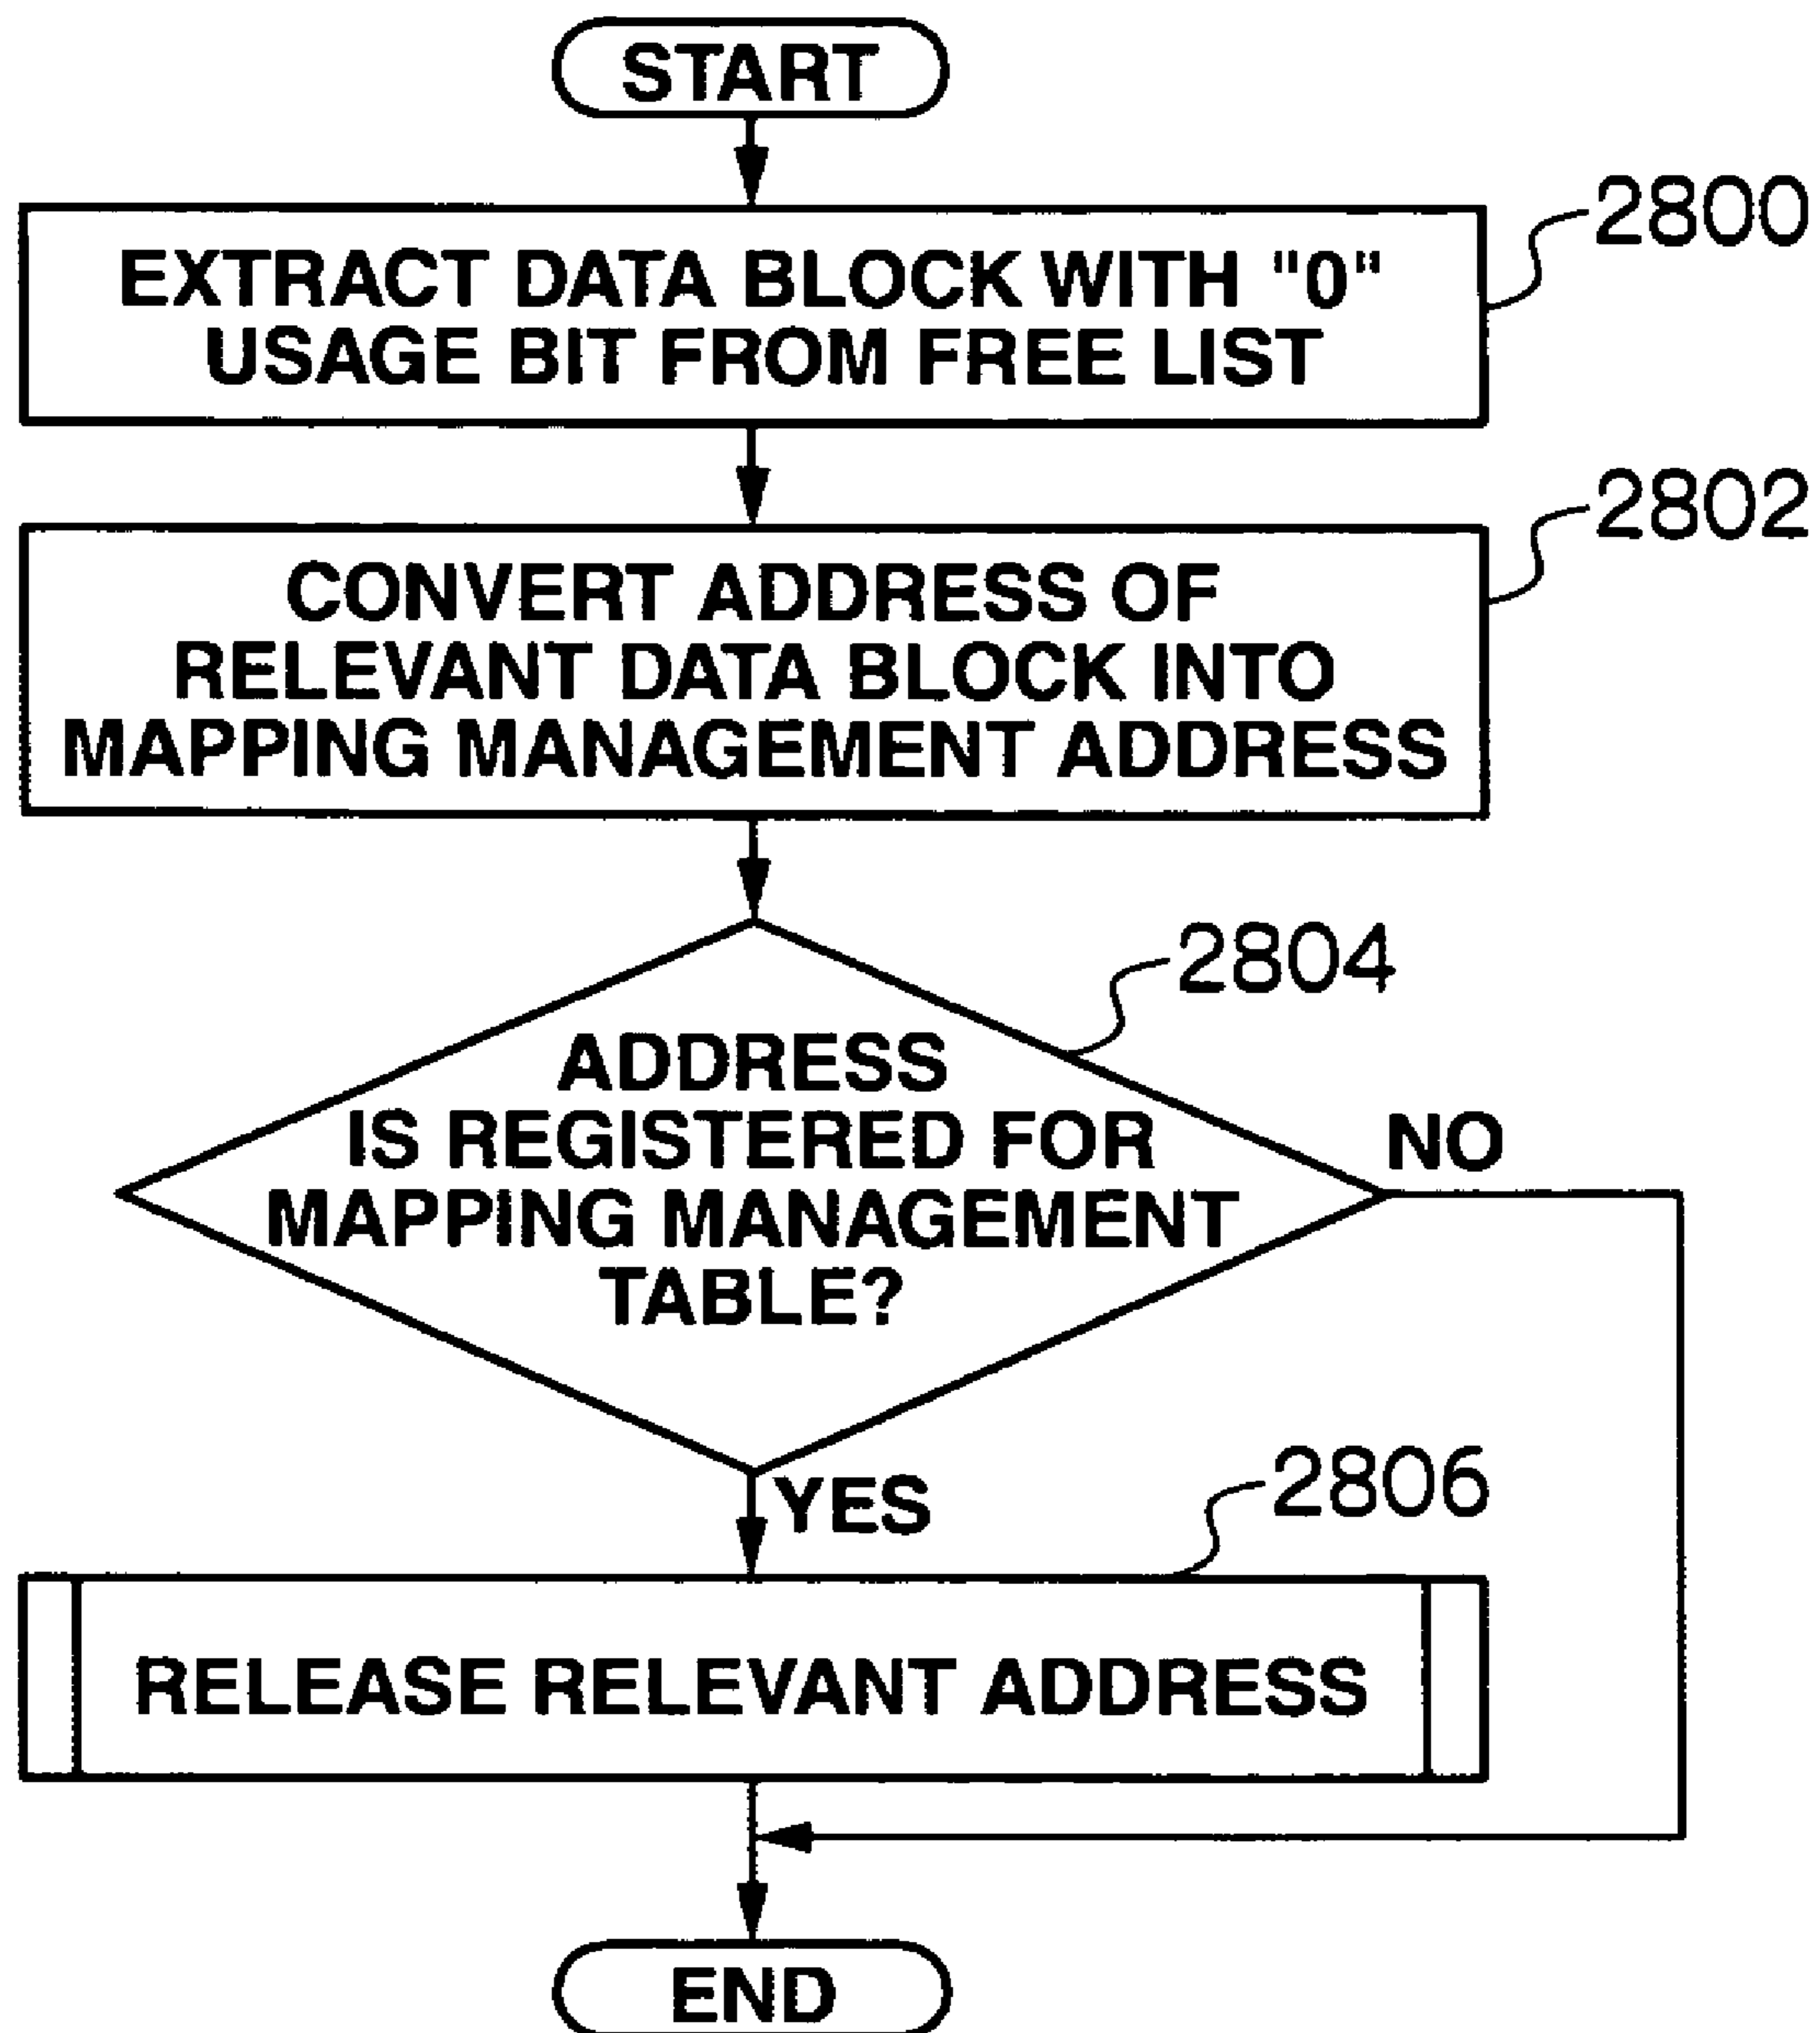 START
2800
EXTRACT DATA BLOCK WITH "0"
USAGE BIT FROM FREE LIST
2802
CONVERT ADDRESS OF
RELEVANT DATA BLOCK INTO
MAPPING MANAGEMENT ADDRESS
2804
ADDRESS
IS REGISTERED FOR
MAPPING MANAGEMENT
TABLE?
NO
YES
2806
RELEASE RELEVANT ADDRESS
END